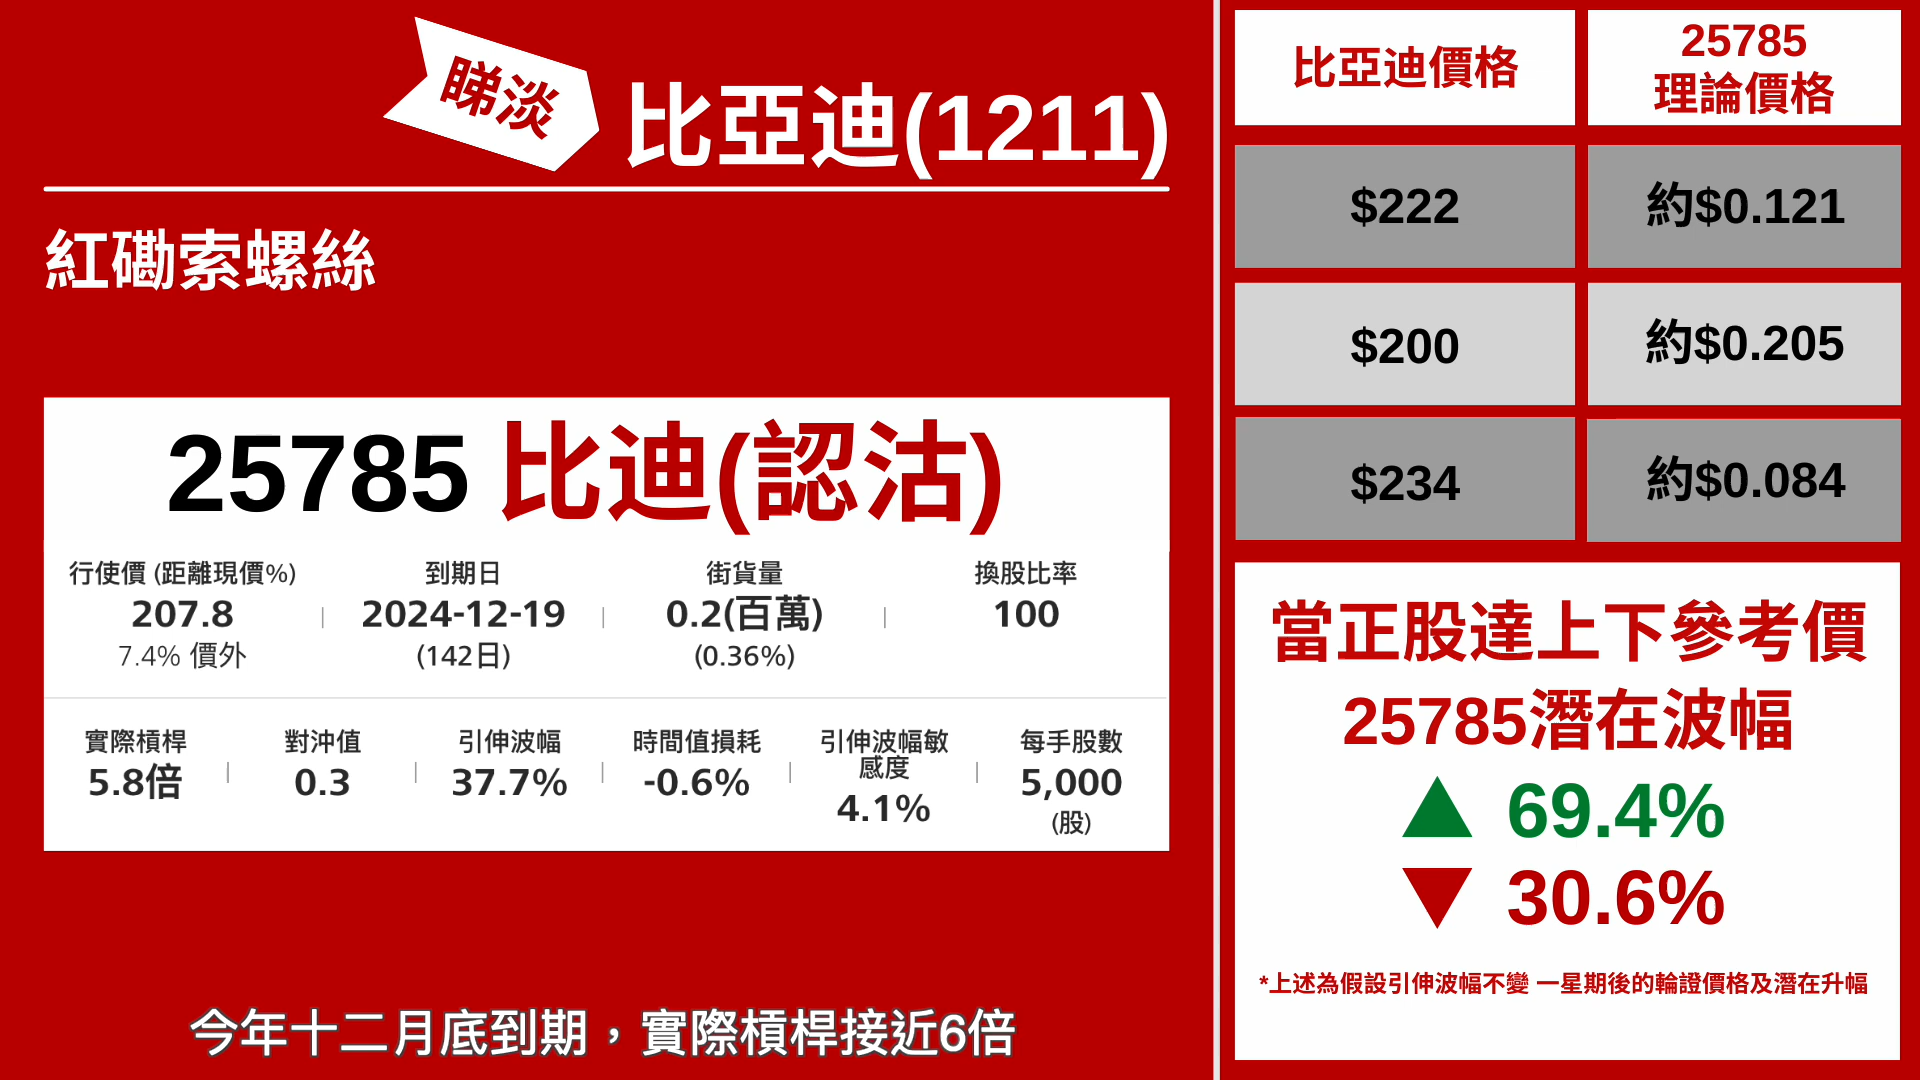 睇淡
比亞迪(1211)
紅磡索螺絲
25785 比迪(認沽)
行使價 (距離現價%)
207.8
7.4% 價外
到期日
2024-12-19
(142日)
街貨量
0.2(百萬)
(0.36%)
換股比率
100
實際槓桿
5.8倍
對沖值
0.3
引伸波幅
37.7%
時間值損耗
-0.6%
引伸波幅敏
感度
4.1%
每手股數
5,000
(股)
今年十二月底到期，實際槓桿接近6倍
比亞迪價格
25785
理論價格
$222
約$0.121
$200
約$0.205
$234
約$0.084
當正股達上下參考價
25785潛在波幅
▲ 69.4%
▼ 30.6%
*上述為假設引伸波幅不變 一星期後的輪證價格及潛在升幅